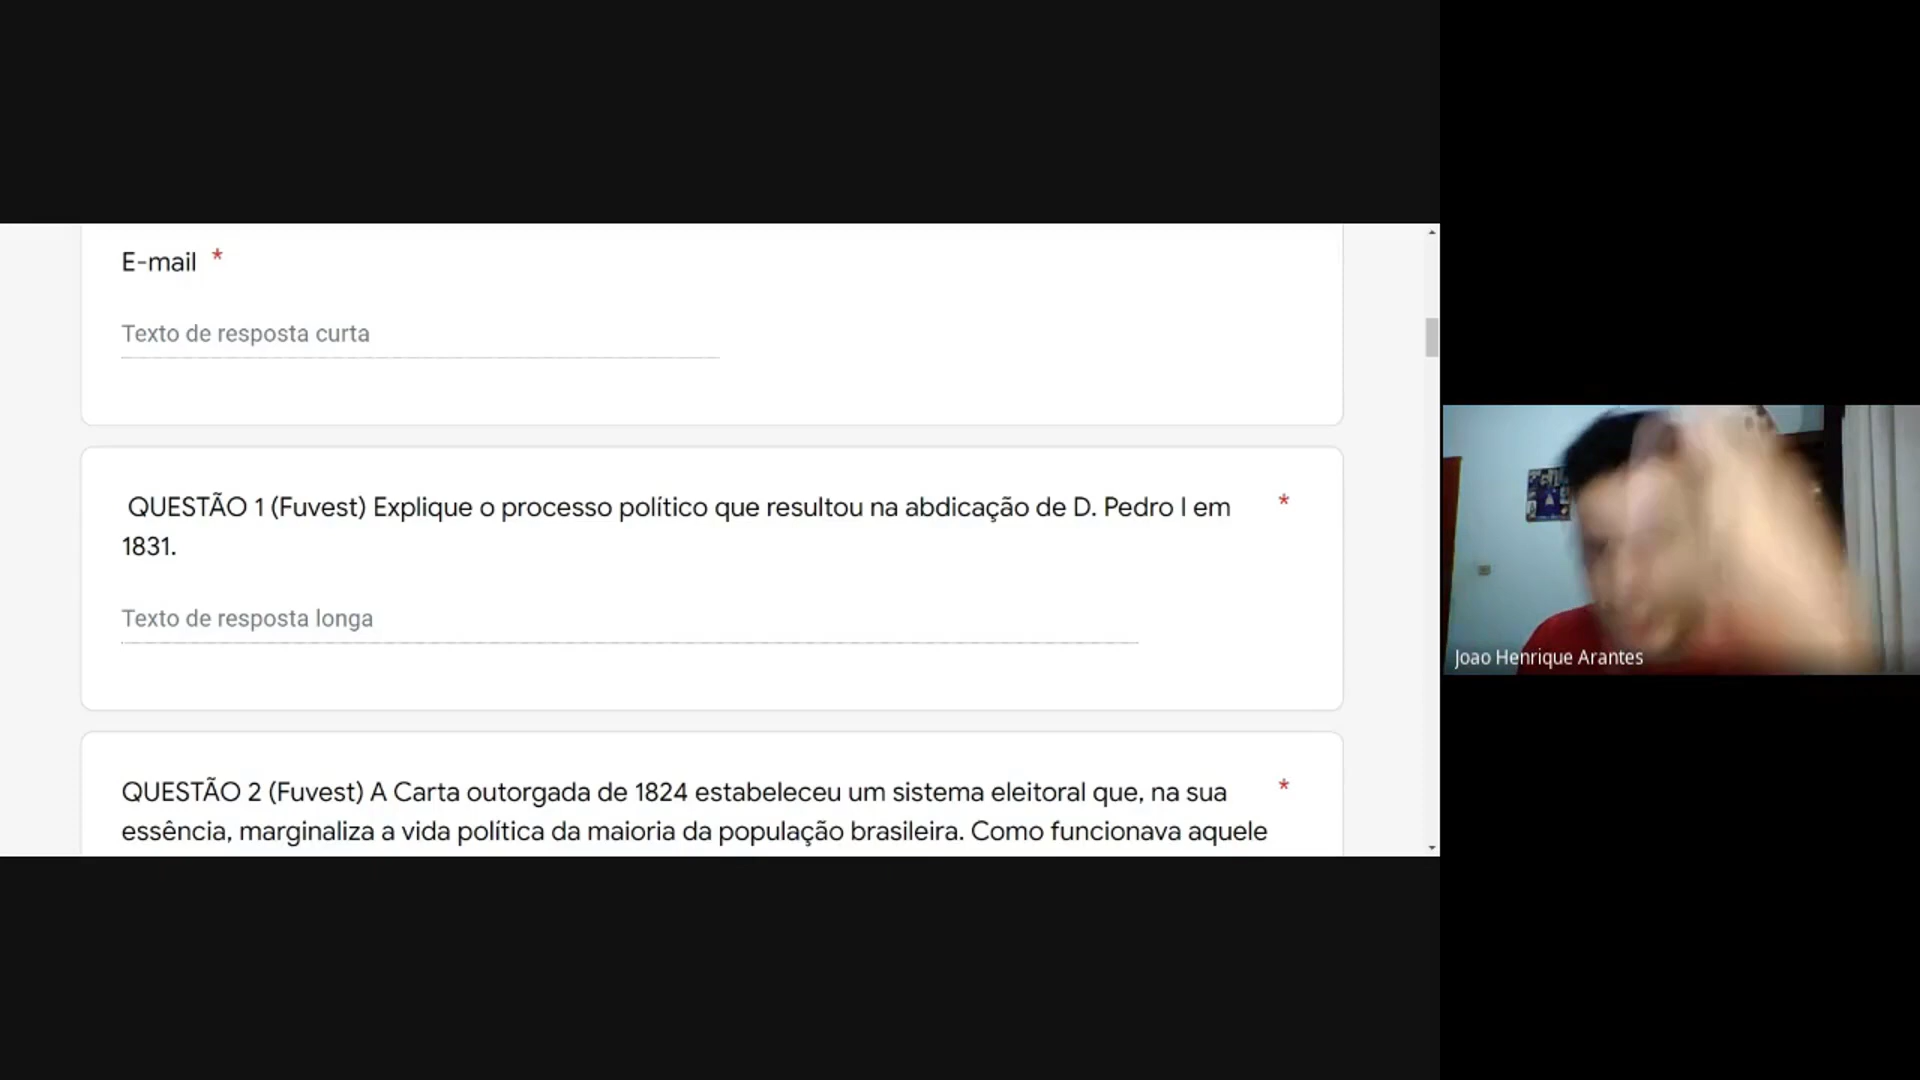 E-mail *
Texto de resposta curta
QUESTÃO 1 (Fuvest) Explique o processo político que resultou na abdicação de D. Pedro I em *
1831.
Texto de resposta longa
QUESTÃO 2 (Fuvest) A Carta outorgada de 1824 estabeleceu um sistema eleitoral que, na sua *
essência, marginaliza a vida política da maioria da população brasileira. Como funcionava aquele
Joao Henrique Arantes